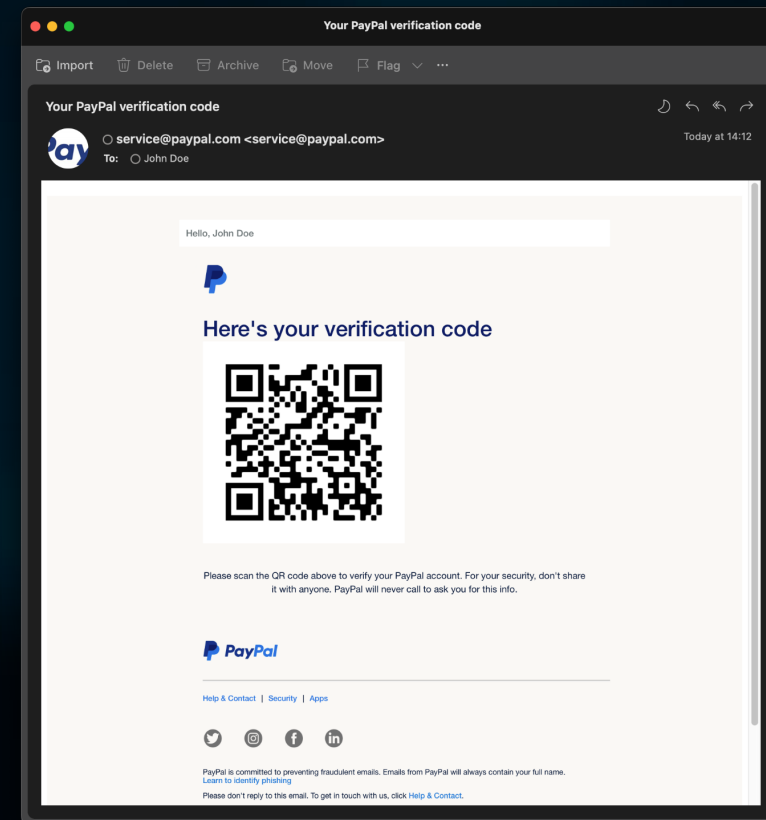 Your PayPal verification code
Import Delete Archive Move Flag ...
Your PayPal verification code
service@paypal.com <service@paypal.com>
Today at 14:12
To: John Doe
Pay
Hello, John Doe
Here's your verification code
Please scan the QR code above to verify your PayPal account. For your security, don't share
it with anyone. PayPal will never call to ask you for this info.
PayPal
Help & Contact | Security | Apps
PayPal is committed to preventing fraudulent emails. Emails from PayPal will always contain your full name.
Learn to identify phishing
Please don't reply to this email. To get in touch with us, click Help & Contact.